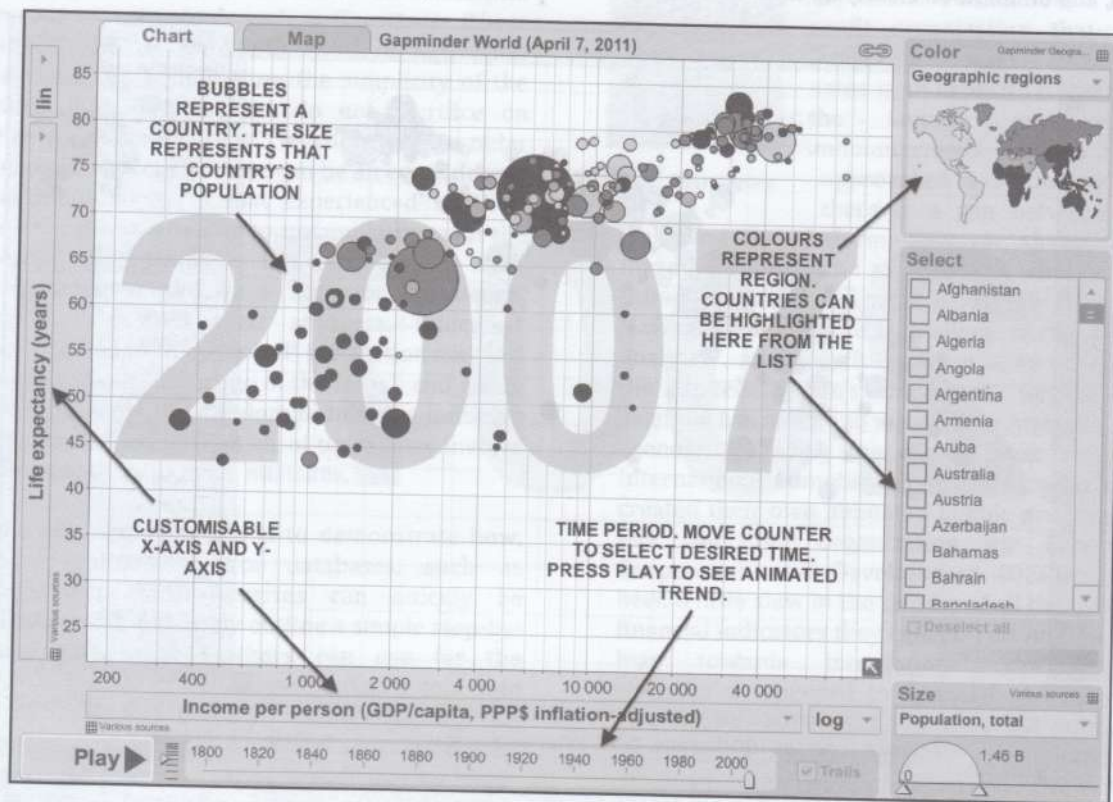 Chart
Map
Gapminder World (April 7, 2011)
Color
Geographic regions
lin
Life expectancy (years)
Various sources
85
80
75
70
65
60
55
50
45
40
35
30
25
BUBBLES
REPRESENT A
COUNTRY. THE SIZE
REPRESENTS THAT
COUNTRY'S
POPULATION
2007
COLOURS
REPRESENT
REGION.
COUNTRIES CAN
BE HIGHLIGHTED
HERE FROM THE
LIST
CUSTOMISABLE
X-AXIS AND Y-
AXIS
TIME PERIOD. MOVE COUNTER
TO SELECT DESIRED TIME.
PRESS PLAY TO SEE ANIMATED
TREND.
Select
Afghanistan
Albania
Algeria
Angola
Argentina
Armenia
Aruba
Australia
Austria
Azerbaijan
Bahamas
Bahrain
Bangladesh
Deselect all
200 400 1 000 2 000 4 000 10 000 20 000 40 000
Income per person (GDP/capita, PPP$ inflation-adjusted)
log
Various sources
Size
Various sources
Population, total
1.45 B
0
Play
1800 1820 1840 1860 1880 1900 1920 1940 1960 1980 2000
Trails